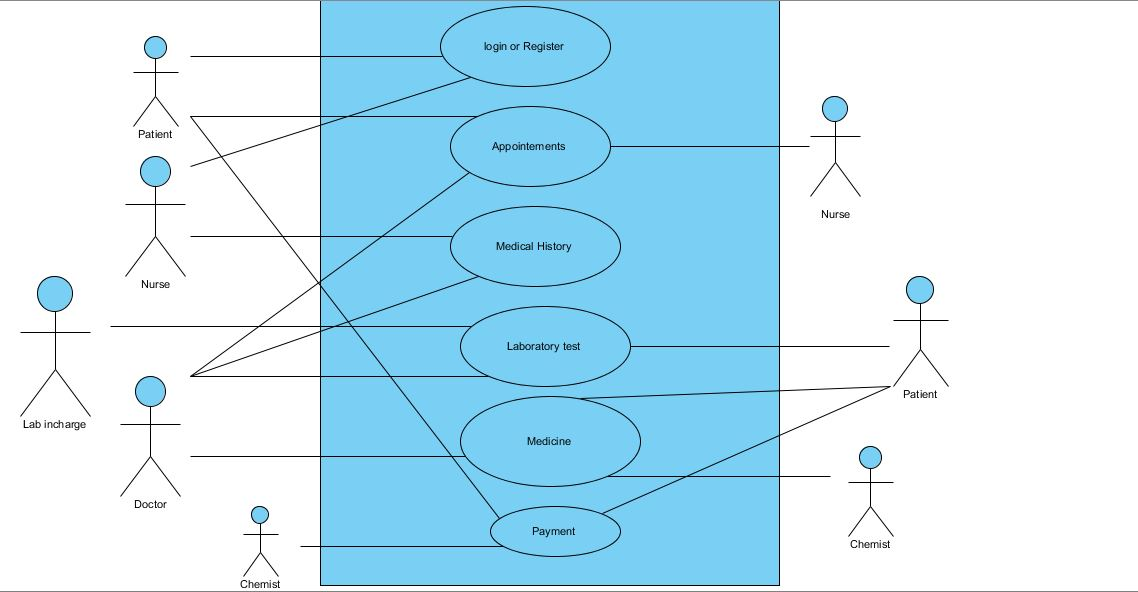 login or Register
Patient
Appointements
Nurse
Medical History
Nurse
Laboratory test
Patient
Lab incharge
Medicine
Doctor
Payment
Chemist
Chemist